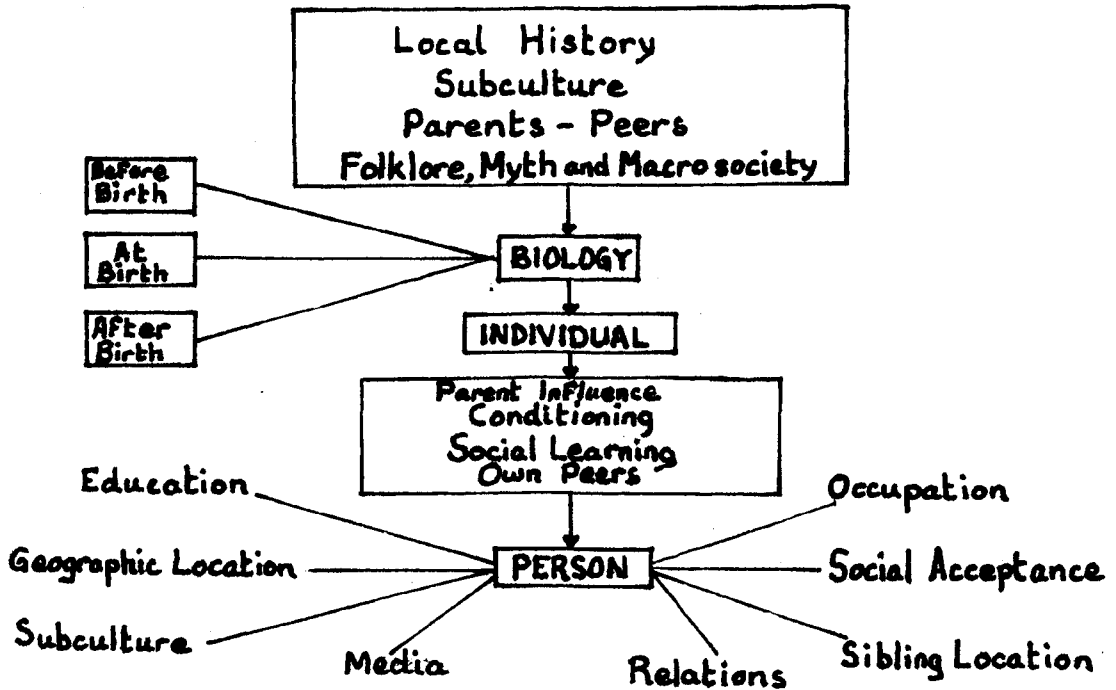 Local History
Subculture
Parents - Peers
Folklore, Myth and Macro society
Before
Birth
At
Birth
After
Birth
BIOLOGY
INDIVIDUAL
Parent Influence
Conditioning
Social Learning
Own Peers
Education
Occupation
Geographic Location
PERSON
Social Acceptance
Subculture
Media
Relations
Sibling Location